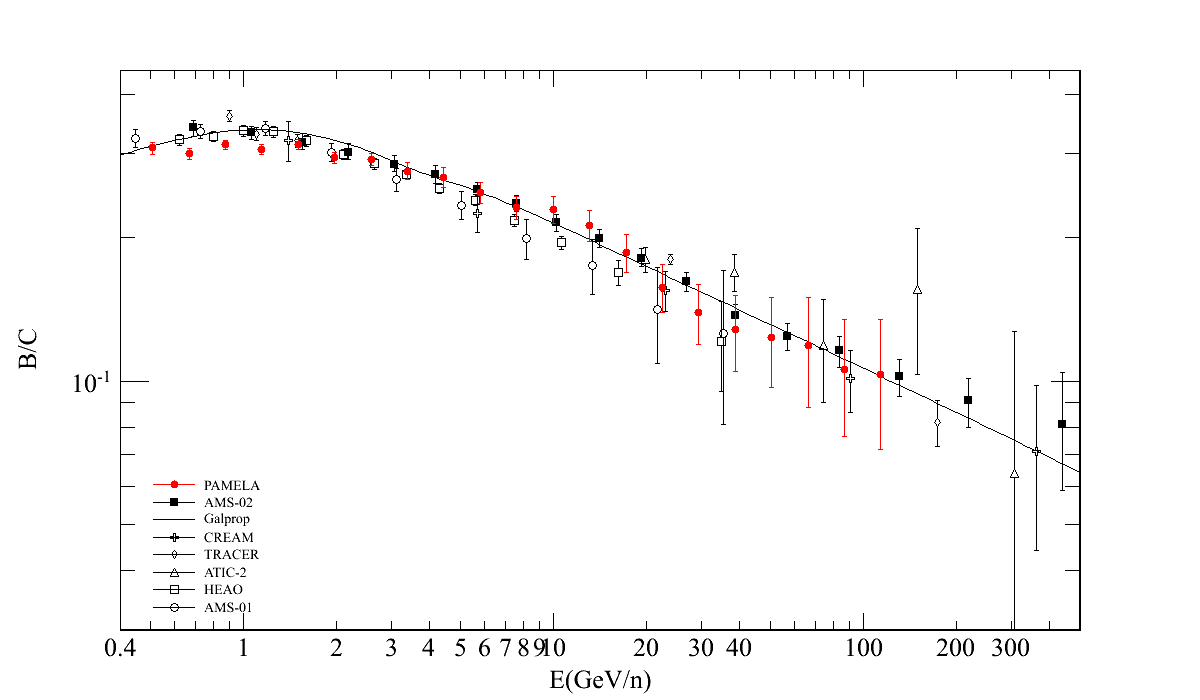 B/C
10-1
PAMELA
AMS-02
Galprop
CREAM
TRACER
ATIC-2
HEAO
AMS-01
0.4 1 2 3 4 5 6 7 8 9 10 20 30 40 100 200 300
E(GeV/n)